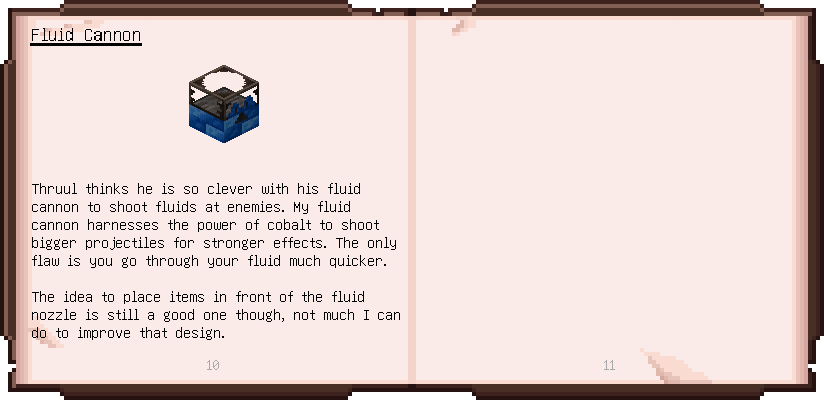 Fluid Cannon
Thruul thinks he is so clever with his fluid
cannon to shoot fluids at enemies. My fluid
cannon harnesses the power of cobalt to shoot
bigger projectiles for stronger effects. The only
flaw is you go through your fluid much quicker.
The idea to place items in front of the fluid
nozzle is still a good one though, not much I can
do to improve that design.
10
11